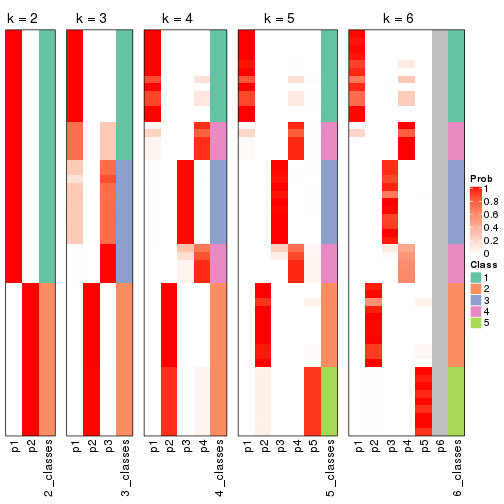 k = 2
k = 3
k = 4
k = 5
k = 6
p1
p2
2_classes
p1
p2
p3
3_classes
p1
p2
p3
p4
4_classes
p1
p2
p3
p4
p5
5_classes
p1
p2
p3
p4
p5
p6
6_classes
Prob
1
0.8
0.6
0.4
0.2
0
Class
1
2
3
4
5